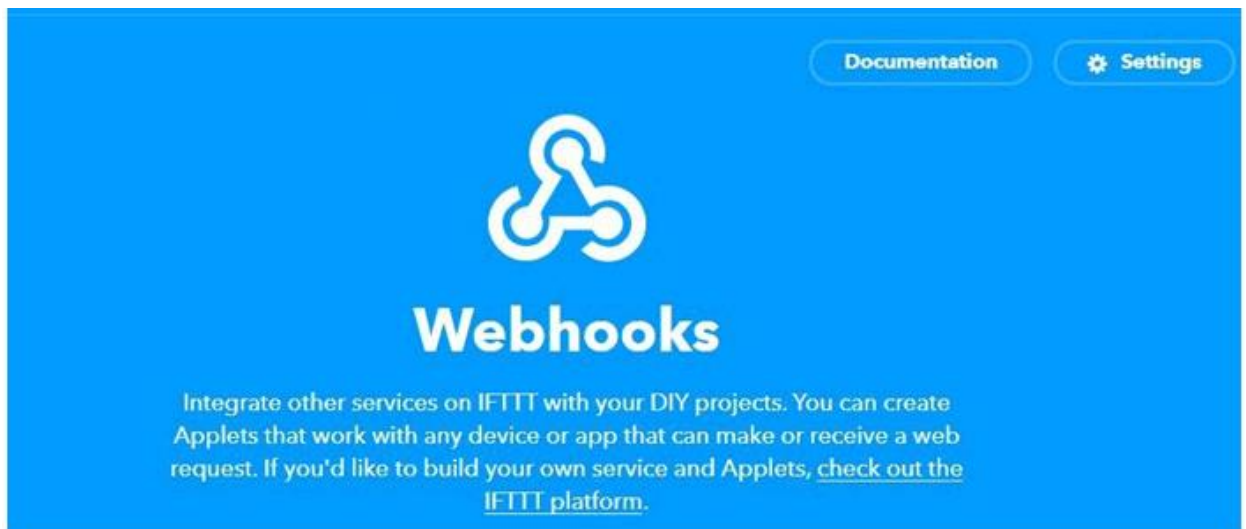 Documentation
Settings
Webhooks
Integrate other services on IFTTT with your DIY projects. You can create
Applets that work with any device or app that can make or receive a web
request. If you'd like to build your own service and Applets, check out the
IFTTT platform.